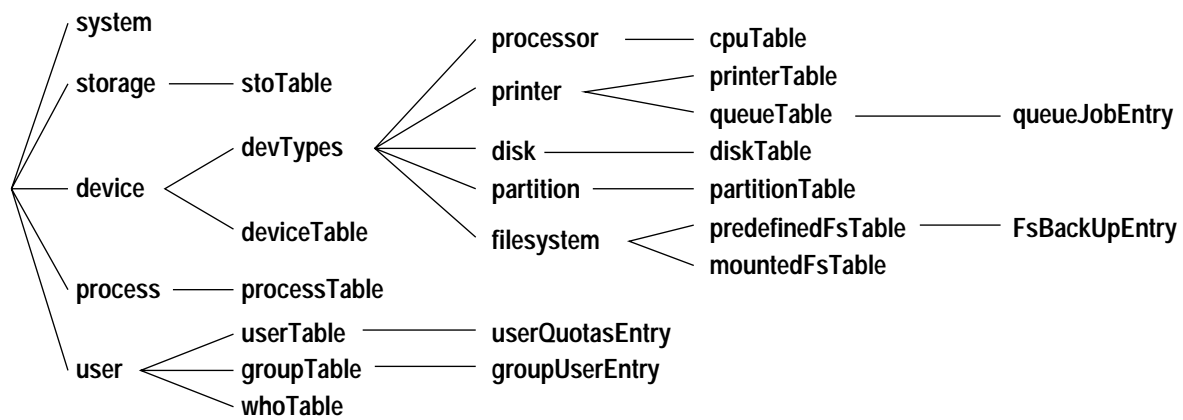 system
processor cpuTable
printerTable
storage stoTable
printer
queueTable queueJobEntry
devTypes
disk diskTable
device
partition partitionTable
predefinedFsTable FsBackUpEntry
deviceTable
filesystem
mountedFsTable
process processTable
userTable userQuotasEntry
user
groupTable groupUserEntry
whoTable